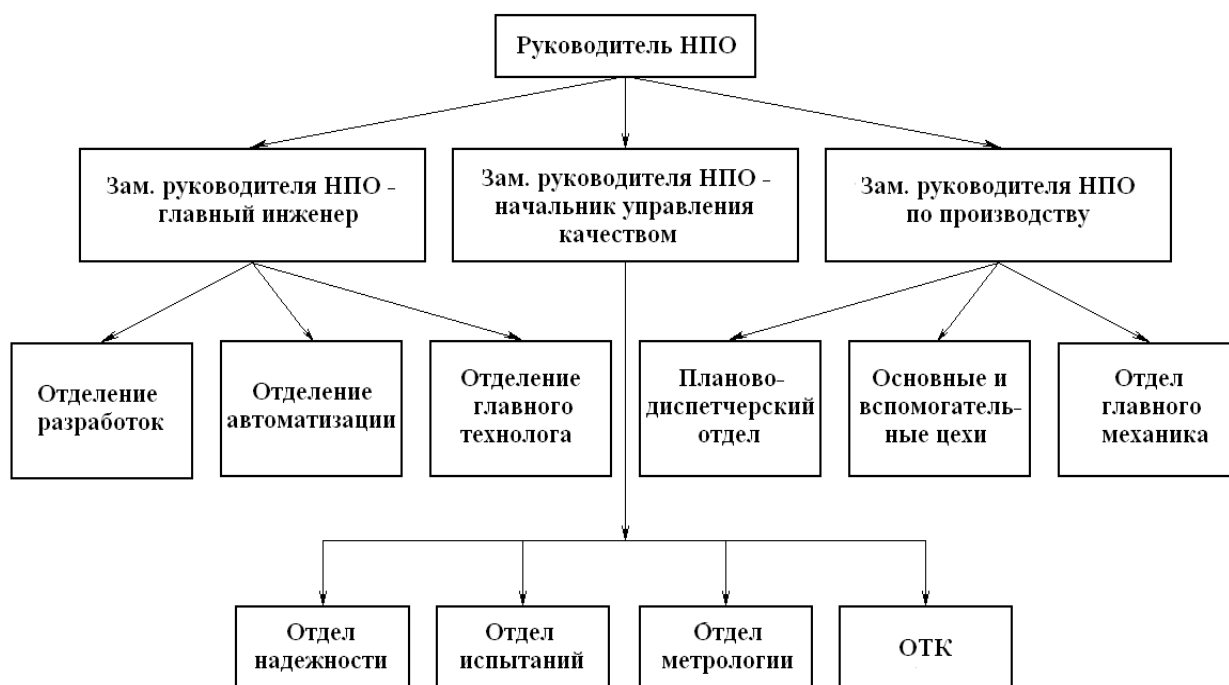 Руководитель НПО
Зам. руководителя НПО -
главный инженер
Зам. руководителя НПО -
начальник управления
качеством
Зам. руководителя НПО
по производству
Отделение
разработок
Отделение
автоматизации
Отделение
главного
технолога
Планово-
диспетчерский
отдел
Основные и
вспомогатель-
ные цехи
Отдел
главного
механика
Отдел
надежности
Отдел
испытаний
Отдел
метрологии
ОТК